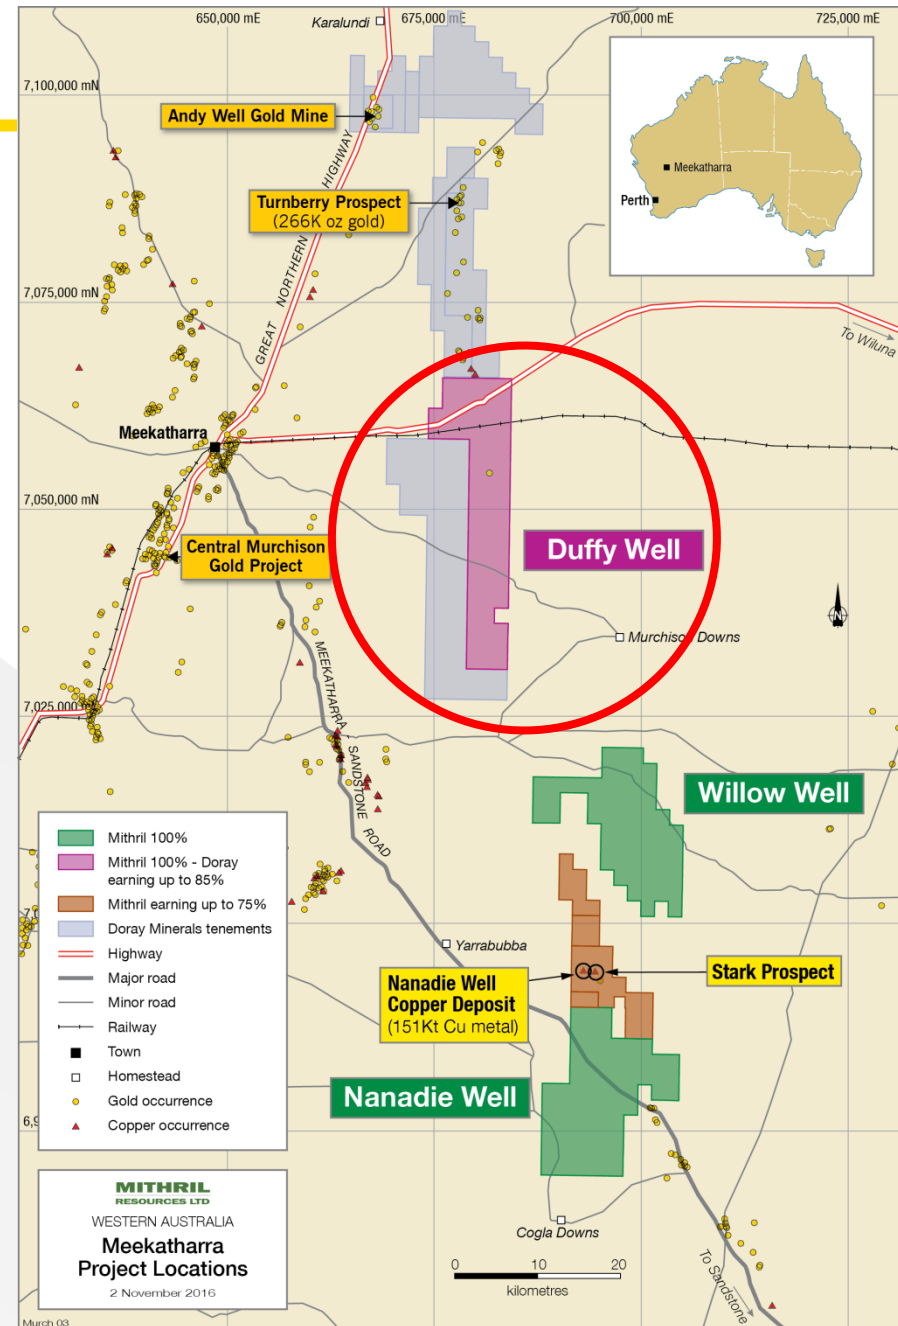 650,000 mE
675,000 mE
700,000 mE
725,000 mE
Karalundi
7,100,000 mN
Andy Well Gold Mine
GREAT NORTHERN HIGHWAY
Turnberry Prospect
(266K oz gold)
Meekatharra
Perth
7,075,000 mN
To Wiluna
Meekatharra
7,050,000 mN
Central Murchison
Gold Project
Duffy Well
N
Murchison Downs
MEEKATHARRA SANDSTONE ROAD
7,025,000 mN
Willow Well
Mithril 100%
Mithril 100% - Doray
earning up to 85%
Mithril earning up to 75%
Doray Minerals tenements
Highway
Major road
Minor road
Railway
Town
Homestead
Gold occurrence
Copper occurrence
7,0
Yarrabubba
Nanadie Well
Copper Deposit
(151Kt Cu metal)
Stark Prospect
Nanadie Well
6,9
MITHRIL
RESOURCES LTD
WESTERN AUSTRALIA
Meekatharra
Project Locations
2 November 2016
Cogla Downs
0 10 20
kilometres
To Sandstone
Murch 03